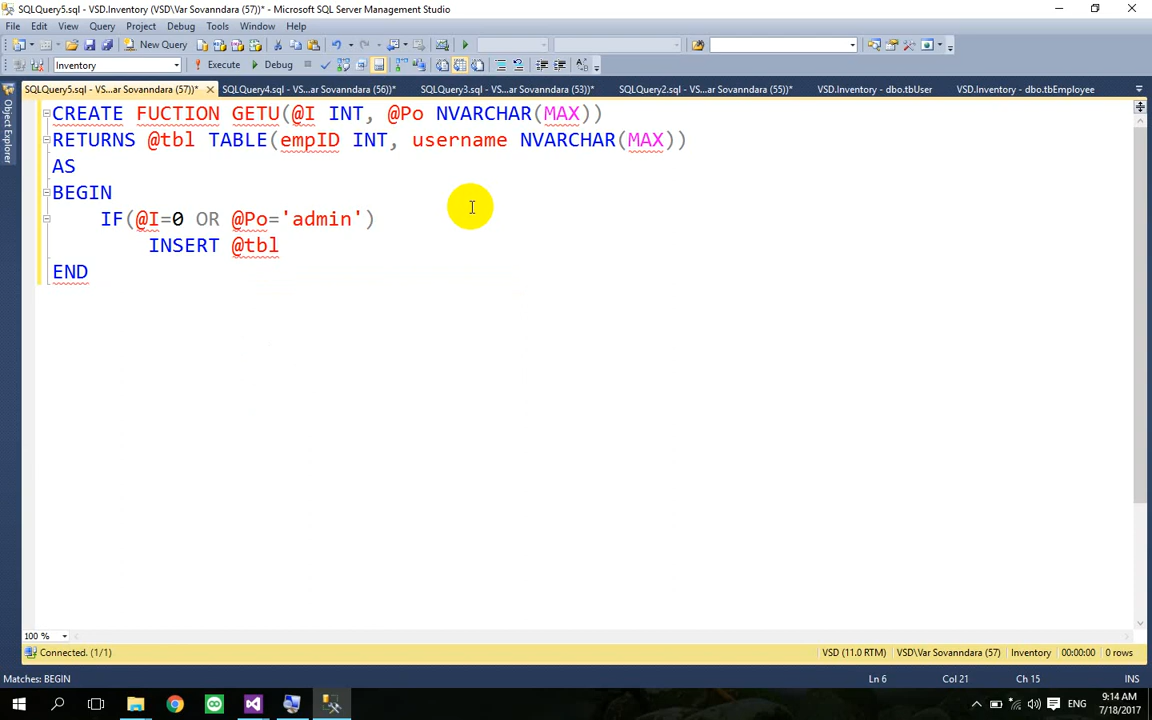 SQLQuery5.sql - VSD.Inventory (VSD\Var Sovanndara (57))* - Microsoft SQL Server Management Studio
File Edit View Query Project Debug Tools Window Help
New Query
Inventory Execute Debug
SQLQuery5.sql - VS...ar Sovanndara (57))* SQLQuery4.sql - VS...ar Sovanndara (56))* SQLQuery3.sql - VS...ar Sovanndara (53))* SQLQuery2.sql - VS...ar Sovanndara (55))* VSD.Inventory - dbo.tbUser VSD.Inventory - dbo.tbEmployee
Object Explorer
CREATE FUCTION GETU(@I INT, @Po NVARCHAR(MAX))
RETURNS @tbl TABLE(empID INT, username NVARCHAR(MAX))
AS
BEGIN
IF(@I=0 OR @Po='admin')
INSERT @tbl
END
100 %
Connected. (1/1) VSD (11.0 RTM) VSD\Var Sovanndara (57) Inventory 00:00:00 0 rows
Matches: BEGIN Ln 6 Col 21 Ch 15 INS
ENG 9:14 AM
7/18/2017